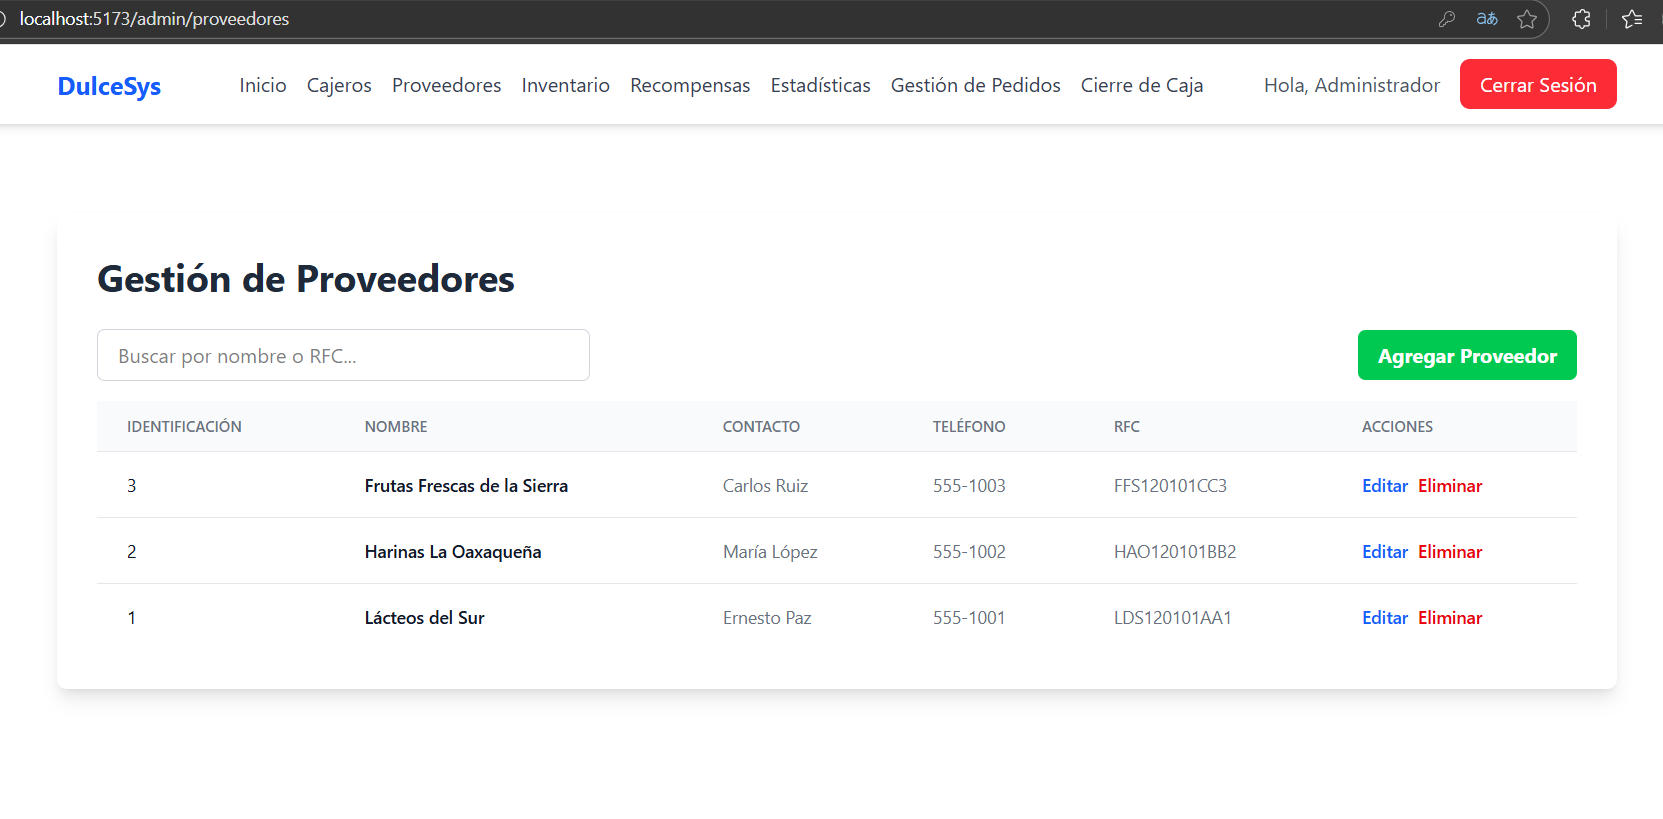 localhost:5173/admin/proveedores
DulceSys Inicio Cajeros Proveedores Inventario Recompensas Estadísticas Gestión de Pedidos Cierre de Caja Hola, Administrador Cerrar Sesión
Gestión de Proveedores
Buscar por nombre o RFC... Agregar Proveedor
IDENTIFICACIÓN NOMBRE CONTACTO TELÉFONO RFC ACCIONES
3 Frutas Frescas de la Sierra Carlos Ruiz 555-1003 FFS120101CC3 Editar Eliminar
2 Harinas La Oaxaqueña María López 555-1002 HAO120101BB2 Editar Eliminar
1 Lácteos del Sur Ernesto Paz 555-1001 LDS120101AA1 Editar Eliminar